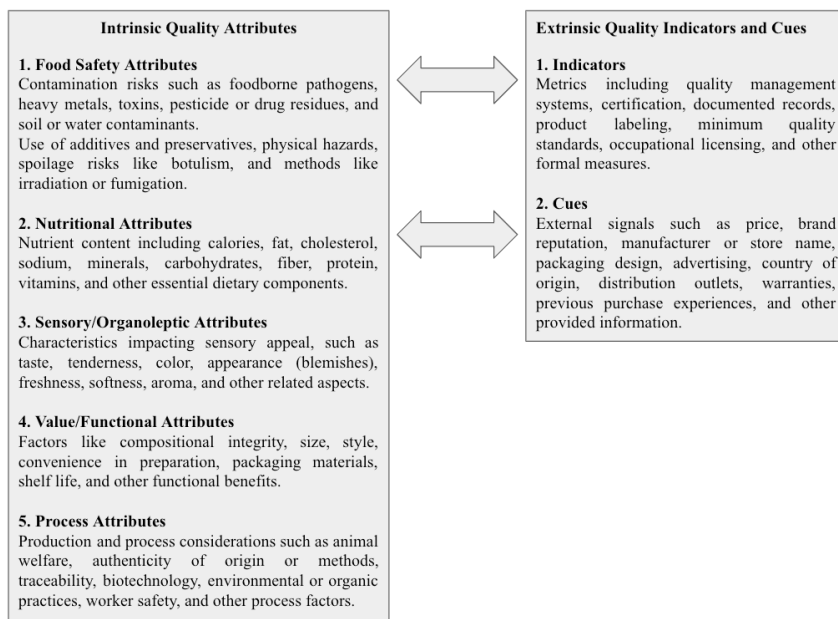 Intrinsic Quality Attributes
1. Food Safety Attributes
Contamination risks such as foodborne pathogens,
heavy metals, toxins, pesticide or drug residues, and
soil or water contaminants.
Use of additives and preservatives, physical hazards,
spoilage risks like botulism, and methods like
irradiation or fumigation.
2. Nutritional Attributes
Nutrient content including calories, fat, cholesterol,
sodium, minerals, carbohydrates, fiber, protein,
vitamins, and other essential dietary components.
3. Sensory/Organoleptic Attributes
Characteristics impacting sensory appeal, such as
taste, tenderness, color, appearance (blemishes),
freshness, softness, aroma, and other related aspects.
4. Value/Functional Attributes
Factors like compositional integrity, size, style,
convenience in preparation, packaging materials,
shelf life, and other functional benefits.
5. Process Attributes
Production and process considerations such as animal
welfare, authenticity of origin or methods,
traceability, biotechnology, environmental or organic
practices, worker safety, and other process factors.
Extrinsic Quality Indicators and Cues
1. Indicators
Metrics including quality management
systems, certification, documented records,
product labeling, minimum quality
standards, occupational licensing, and other
formal measures.
2. Cues
External signals such as price, brand
reputation, manufacturer or store name,
packaging design, advertising, country of
origin, distribution outlets, warranties,
previous purchase experiences, and other
provided information.